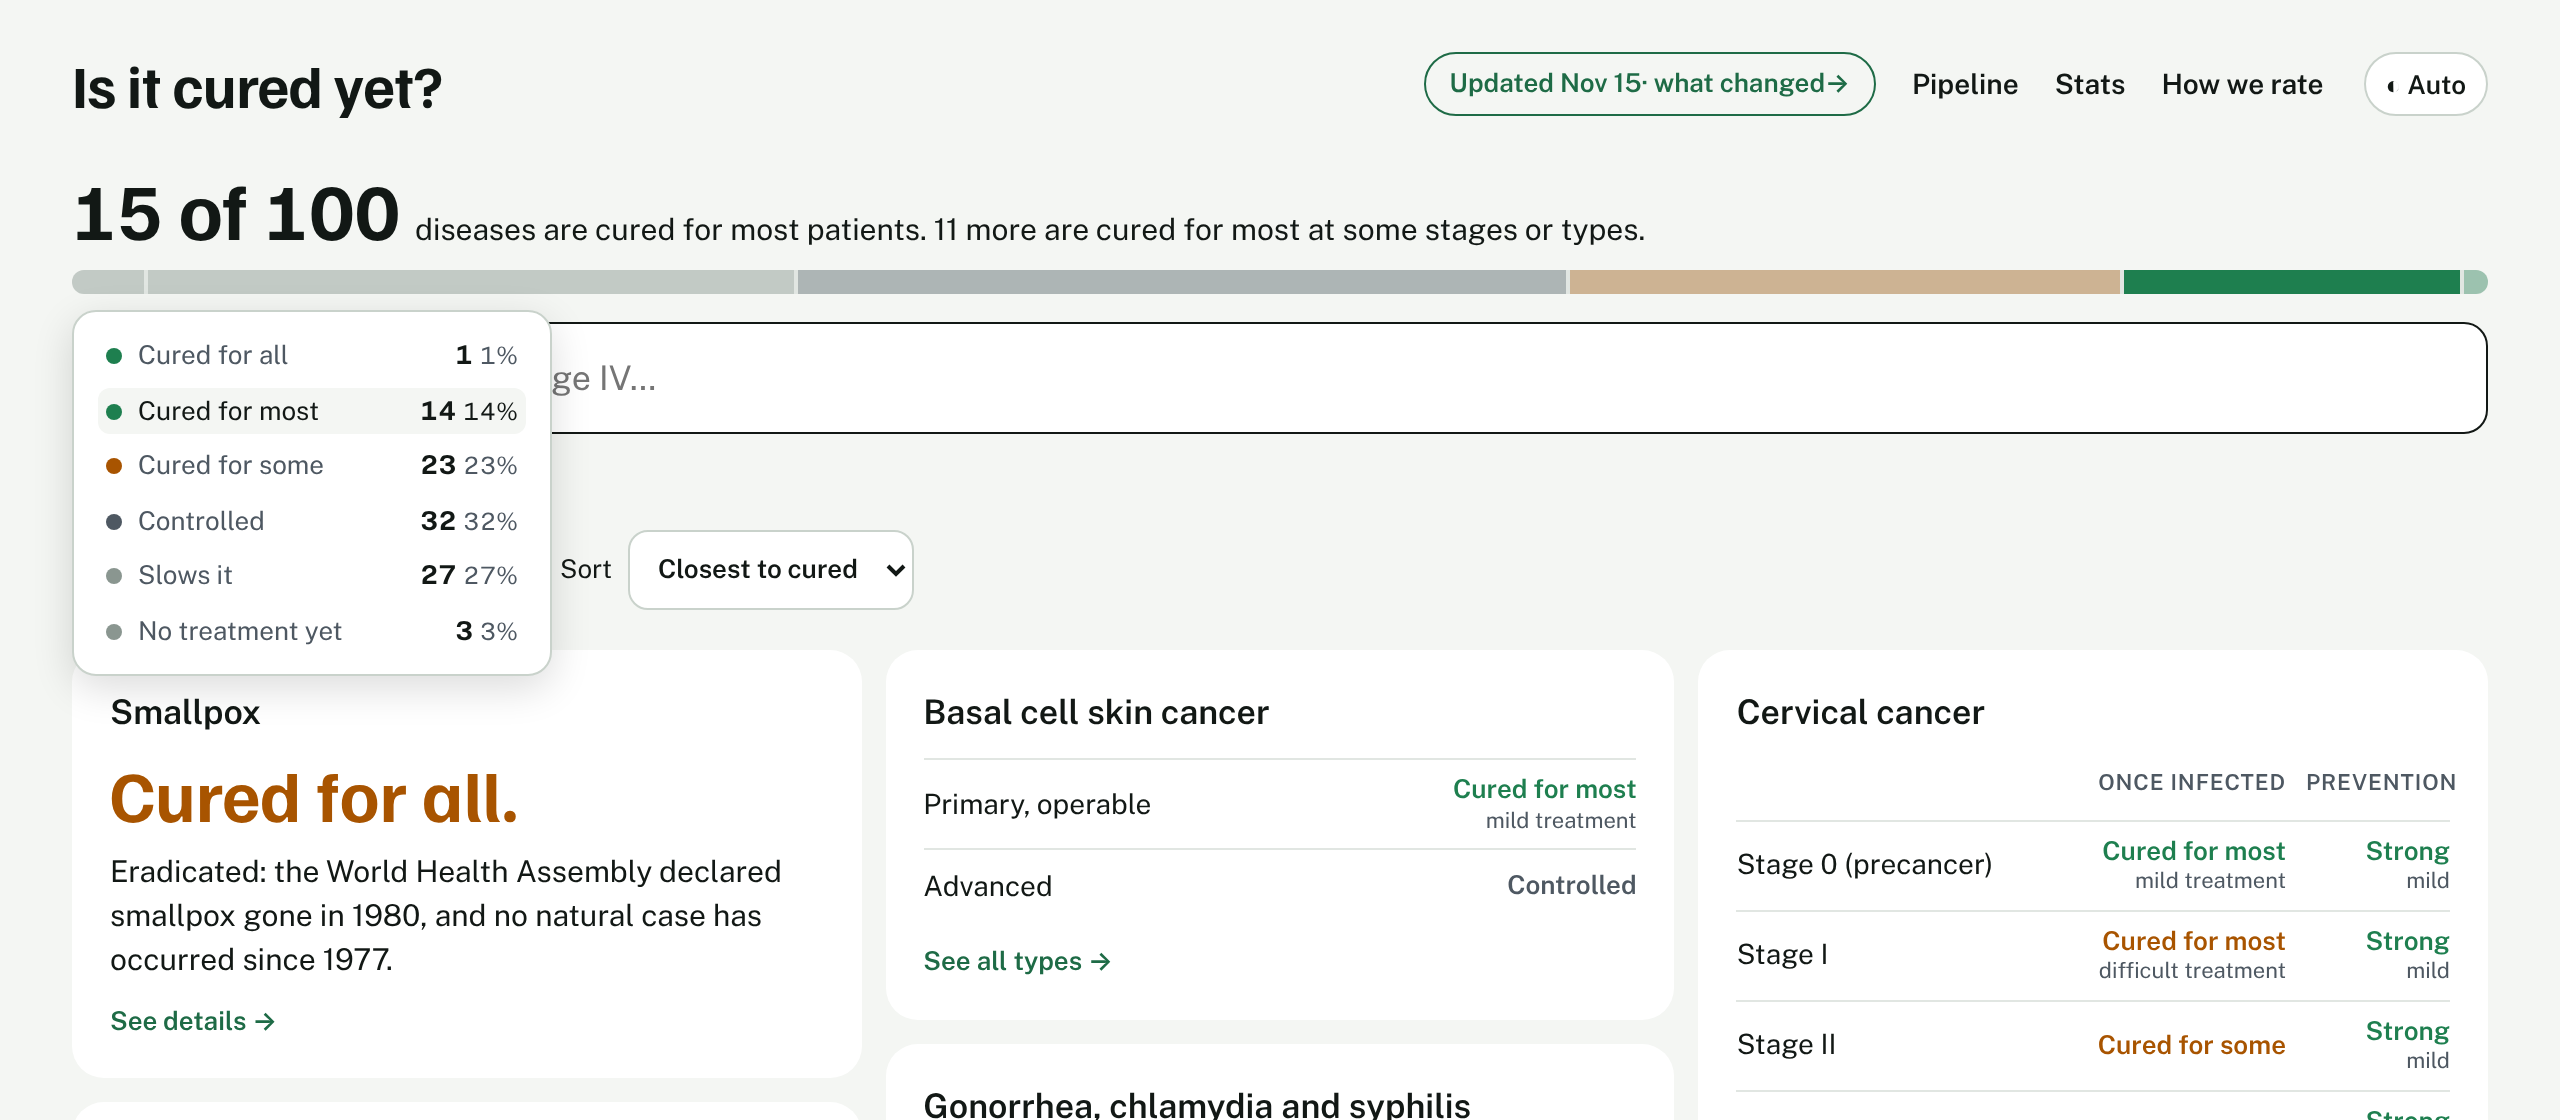 Is it cured yet?
Updated Nov 15· what changed→
Pipeline
Stats
How we rate
Auto
15 of 100 diseases are cured for most patients. 11 more are cured for most at some stages or types.
Cured for all 1 1%
Cured for most 14 14%
Cured for some 23 23%
Controlled 32 32%
Slows it 27 27%
No treatment yet 3 3%
ge IV...
Sort
Closest to cured
Smallpox
Cured for all.
Eradicated: the World Health Assembly declared
smallpox gone in 1980, and no natural case has
occurred since 1977.
See details →
Basal cell skin cancer
Primary, operable
Cured for most
mild treatment
Advanced
Controlled
See all types →
Gonorrhea, chlamydia and syphilis
Cervical cancer
ONCE INFECTED PREVENTION
Stage 0 (precancer)
Cured for most
mild treatment
Strong
mild
Stage I
Cured for most
difficult treatment
Strong
mild
Stage II
Cured for some
Strong
mild
Strong